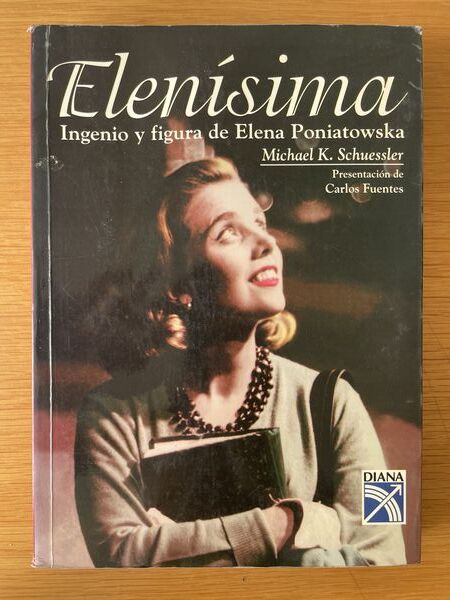 Elenísima
Ingenio y figura de Elena Poniatowska
Michael K. Schuessler
Presentación de
Carlos Fuentes
DIANA